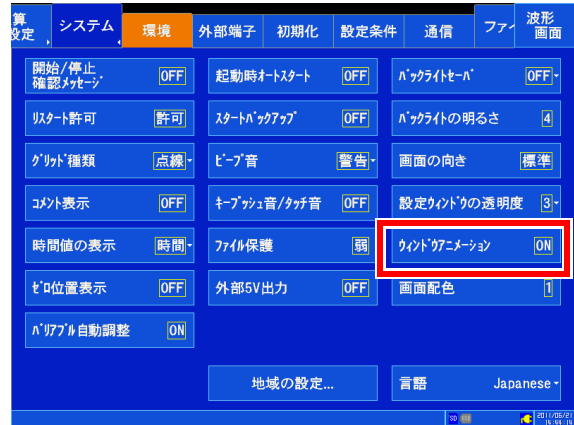 算
設定
システム
環境
外部端子
初期化
設定条件
通信
ファイ
波形
画面
開始/停止
確認ﾒｯｾｰｼﾞ
OFF
起動時ｵｰﾄｽﾀｰﾄ
OFF
ﾊﾞｯｸﾗｲﾄｾｰﾊﾞ
OFF
ﾘｽﾀｰﾄ許可
許可
ｽﾀｰﾄﾊﾞｯｸｱｯﾌﾟ
OFF
ﾊﾞｯｸﾗｲﾄの明るさ
4
ｸﾞﾘｯﾄﾞ種類
点線
ﾋﾞｰﾌﾟ音
警告
画面の向き
標準
ｺﾒﾝﾄ表示
OFF
ｷｰﾌﾟｯｼｭ音/ﾀｯﾁ音
OFF
設定ｳｨﾝﾄﾞｳの透明度
3
時間値の表示
時間
ﾌｧｲﾙ保護
弱
ｳｨﾝﾄﾞｳｱﾆﾒｰｼｮﾝ
ON
ｾﾞﾛ位置表示
OFF
外部5V出力
OFF
画面配色
1
ﾊﾞﾘｱﾌﾞﾙ自動調整
ON
地域の設定...
言語
Japanese
SD
2011/06/21